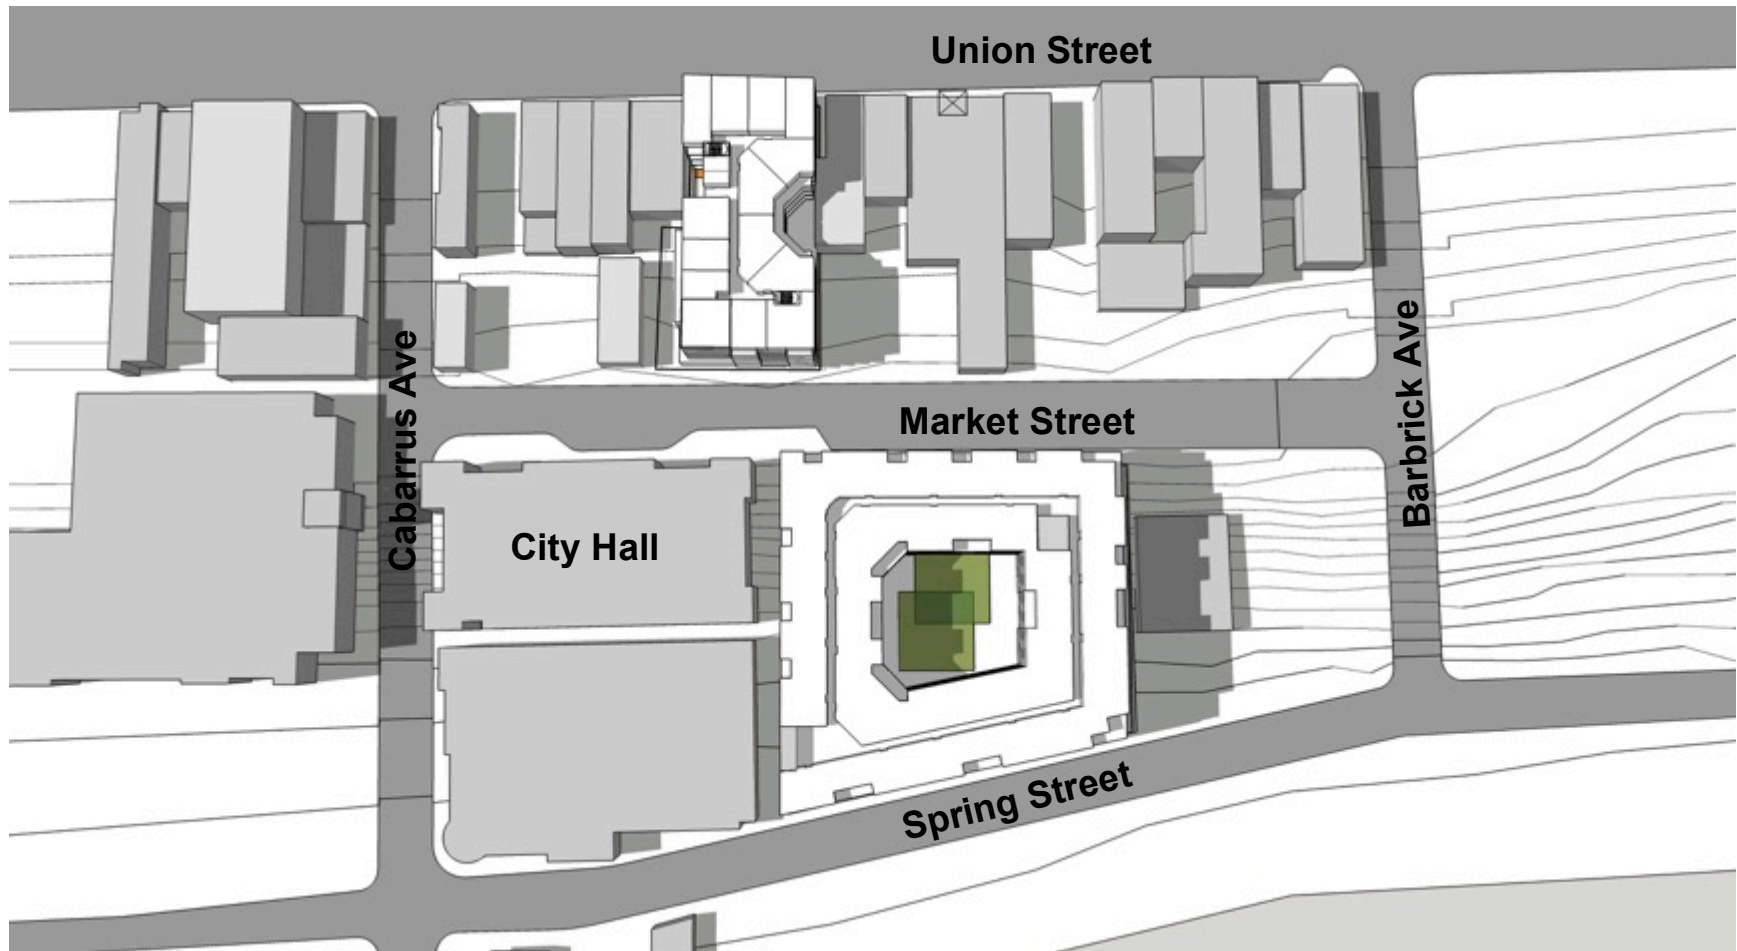 Union Street
Cabarrus Ave
Barbrick Ave
Market Street
City Hall
Spring Street